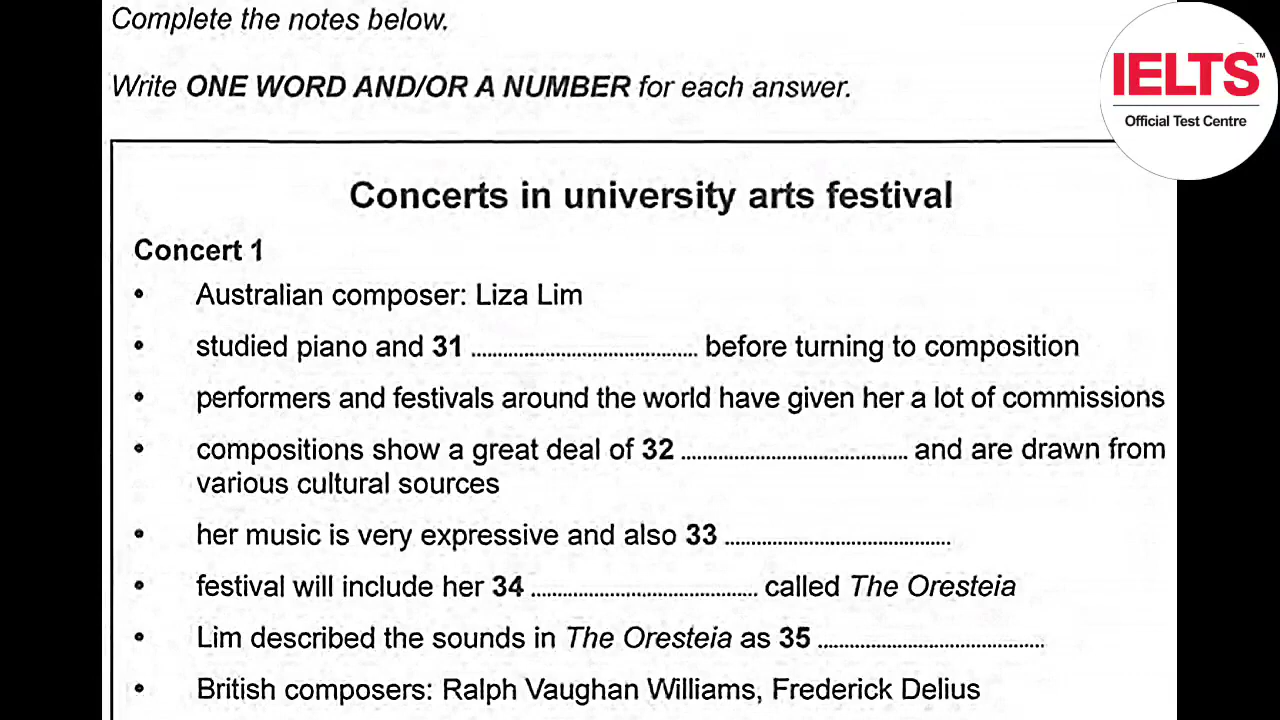 Complete the notes below.
Write ONE WORD AND/OR A NUMBER for each answer.
IELTS™
Official Test Centre
Concerts in university arts festival
Concert 1
• Australian composer: Liza Lim
• studied piano and 31 ........................................ before turning to composition
• performers and festivals around the world have given her a lot of commissions
• compositions show a great deal of 32 ........................................ and are drawn from
various cultural sources
• her music is very expressive and also 33 ........................................
• festival will include her 34 ........................................ called The Oresteia
• Lim described the sounds in The Oresteia as 35 ........................................
• British composers: Ralph Vaughan Williams, Frederick Delius